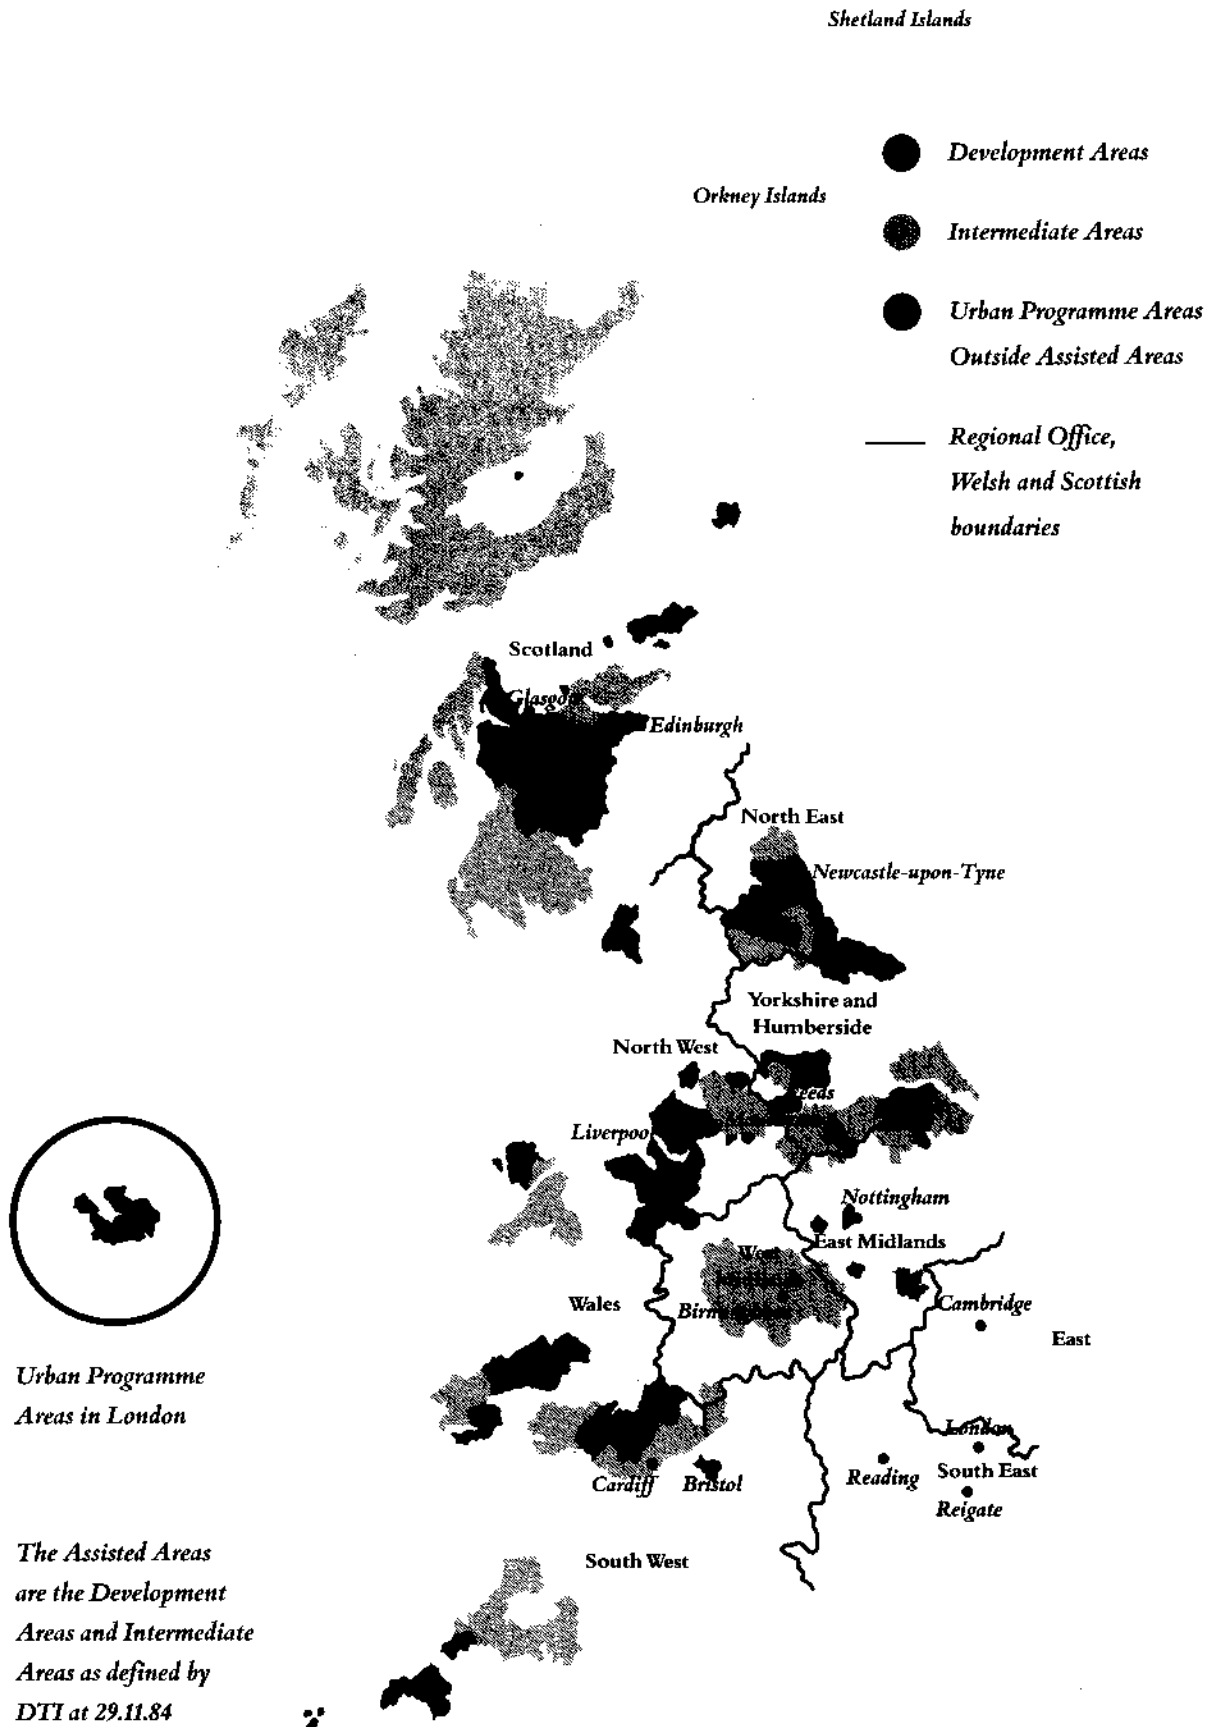 Shetland Islands
Development Areas
Orkney Islands
Intermediate Areas
Urban Programme Areas
Outside Assisted Areas
Regional Office,
Welsh and Scottish
boundaries
Scotland
Edinburgh
North East
Newcastle-upon-Tyne
Yorkshire and
Humberside
North West
Nottingham
East Midlands
West
Wales
Cambridge
East
Urban Programme
Areas in London
London
South East
Reading
Cardiff
Bristol
Reigate
The Assisted Areas
are the Development
Areas and Intermediate
Areas as defined by
DTI at 29.11.84
South West